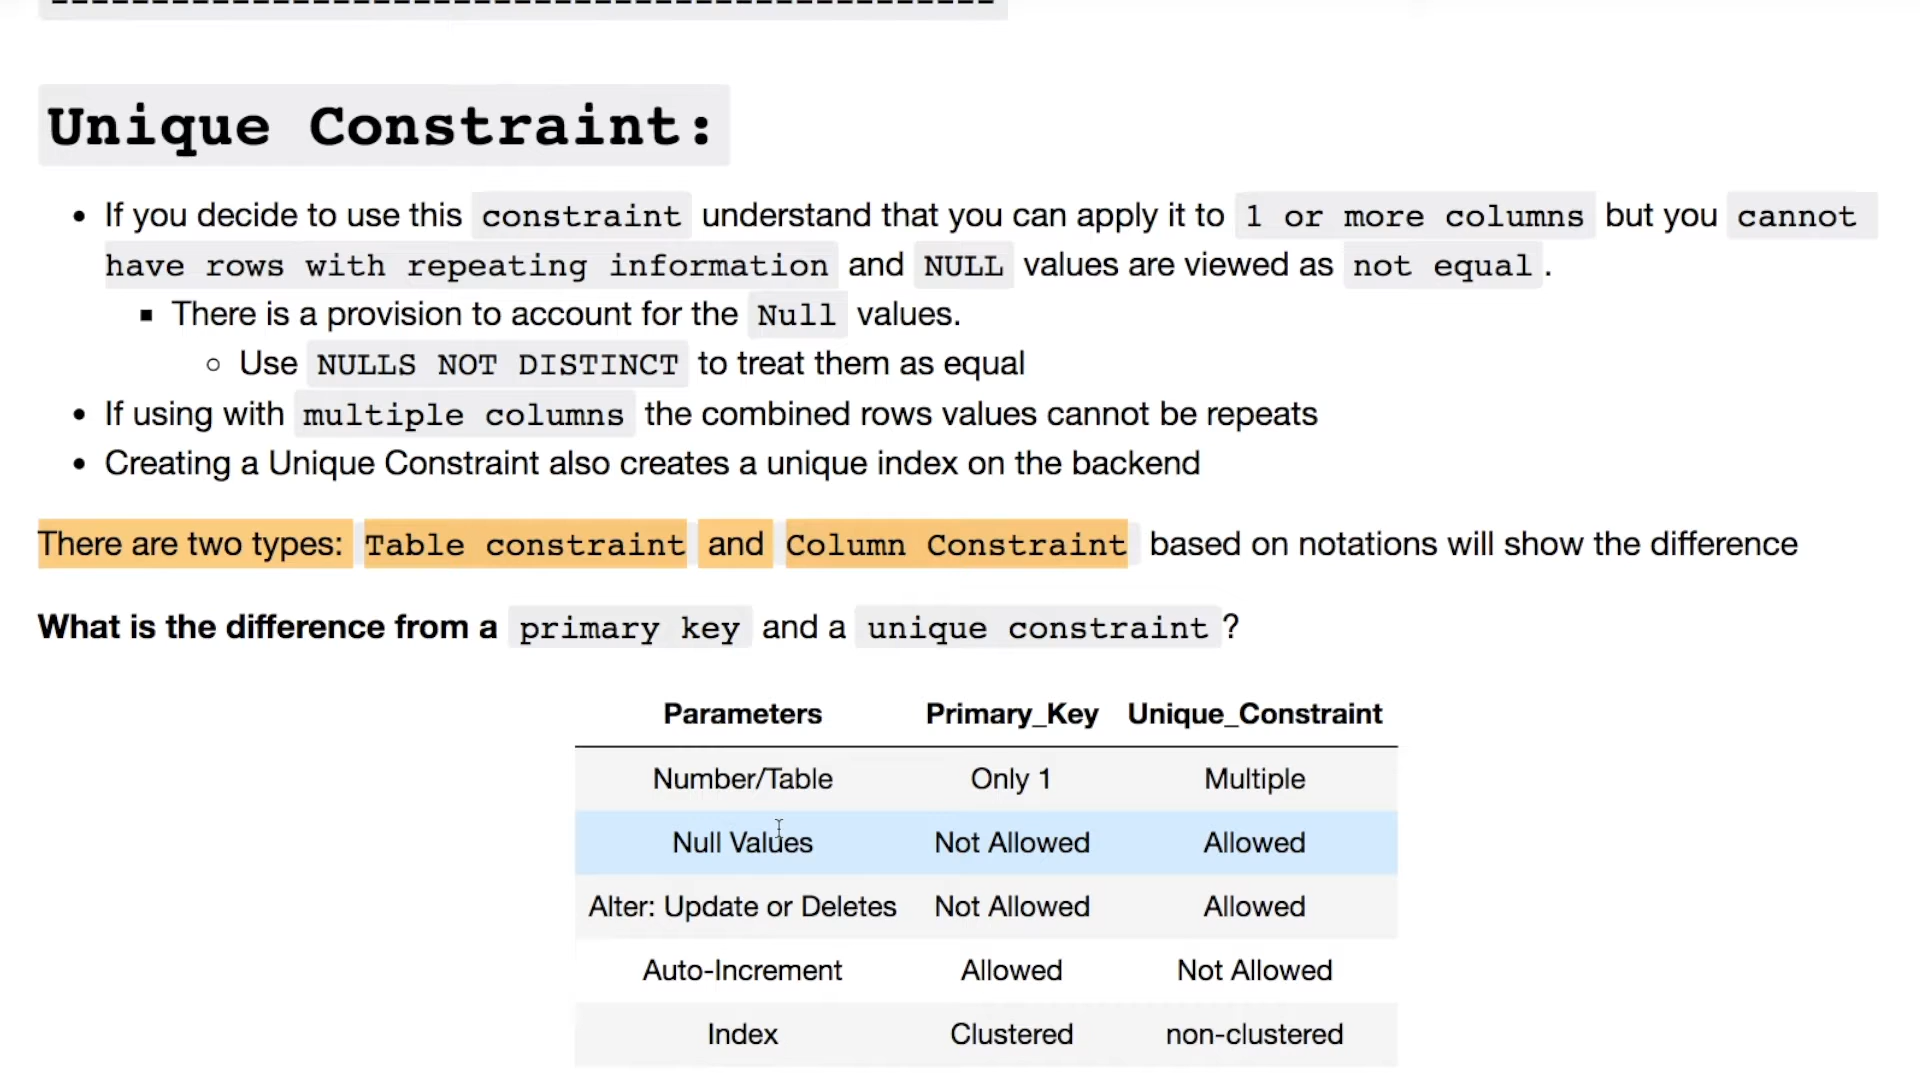 Unique Constraint:
• If you decide to use this constraint understand that you can apply it to 1 or more columns but you cannot
have rows with repeating information and NULL values are viewed as not equal.
▪ There is a provision to account for the Null values.
◦ Use NULLS NOT DISTINCT to treat them as equal
• If using with multiple columns the combined rows values cannot be repeats
• Creating a Unique Constraint also creates a unique index on the backend
There are two types: Table constraint and Column Constraint based on notations will show the difference
What is the difference from a primary key and a unique constraint?
Parameters Primary_Key Unique_Constraint
Number/Table Only 1 Multiple
Null Values Not Allowed Allowed
Alter: Update or Deletes Not Allowed Allowed
Auto-Increment Allowed Not Allowed
Index Clustered non-clustered